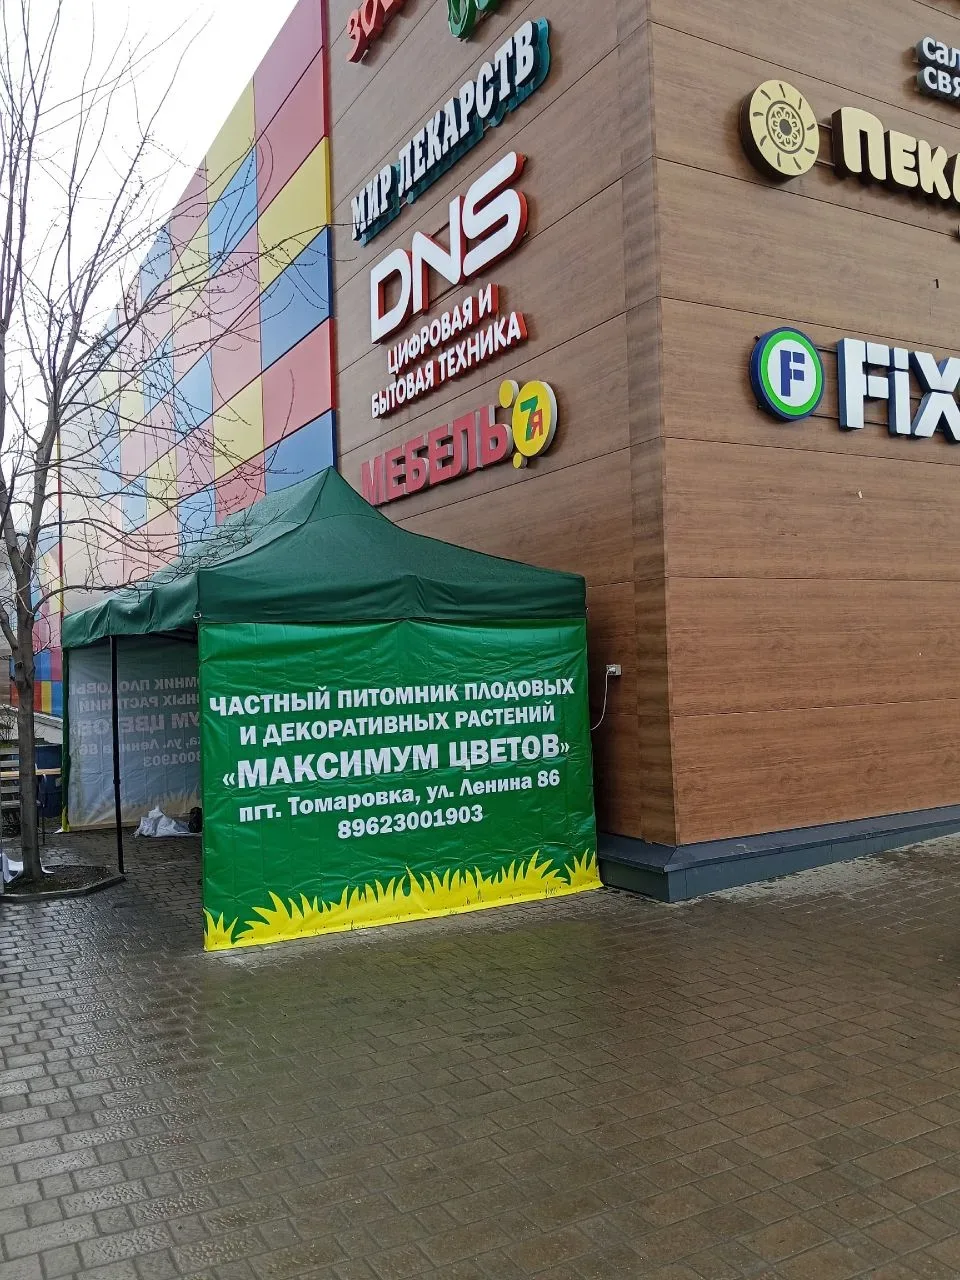 МИР ЛЕКАРСТВ
DNS
ЦИФРОВАЯ И
БЫТОВАЯ ТЕХНИКА
МЕБЕЛЬ 7Я
F FIX
ЧАСТНЫЙ ПИТОМНИК ПЛОДОВЫХ
И ДЕКОРАТИВНЫХ РАСТЕНИЙ
«МАКСИМУМ ЦВЕТОВ»
пгт. Томаровка, ул. Ленина 86
89623001903